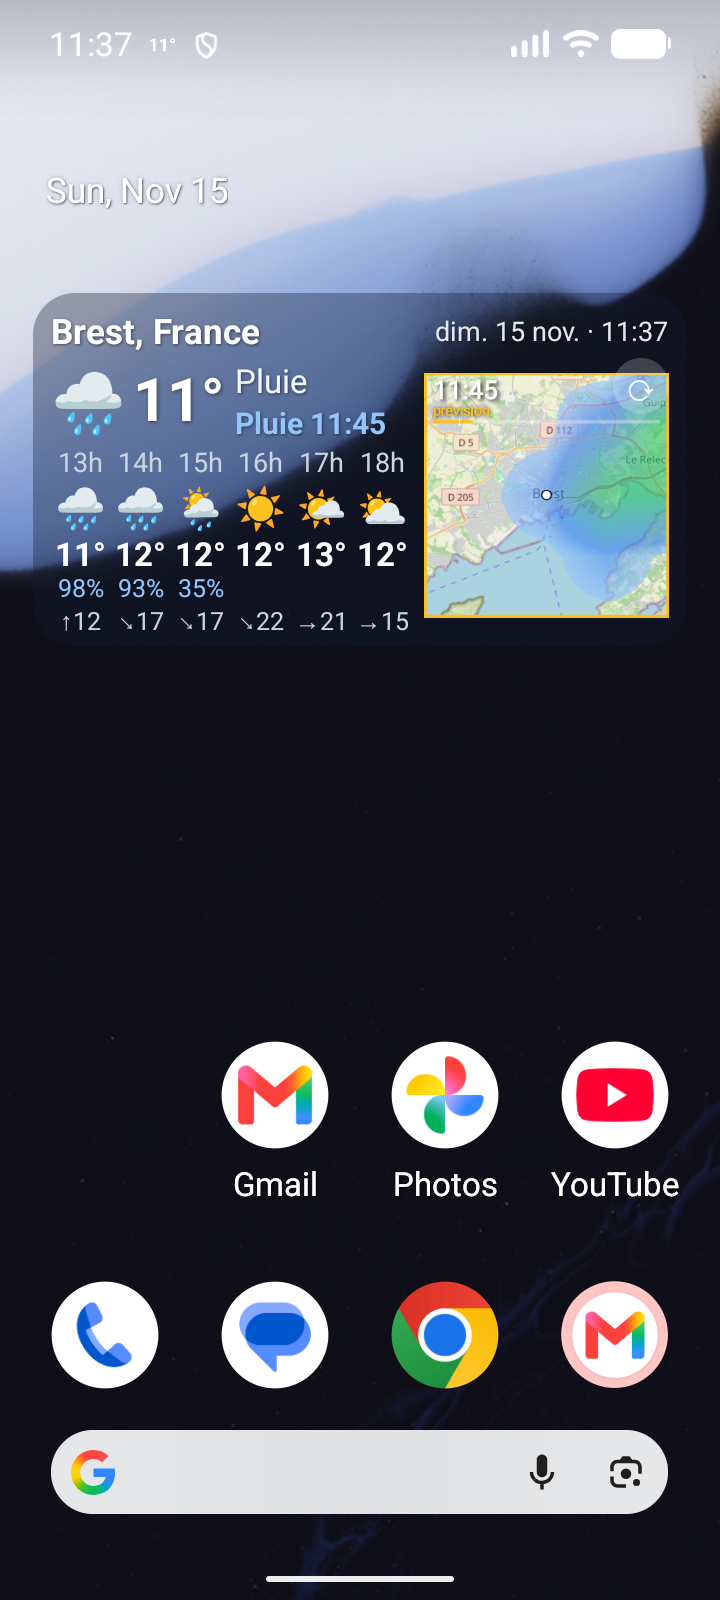 11:37 11°
Sun, Nov 15
Brest, France
dim. 15 nov. · 11:37
11° Pluie
Pluie 11:45
13h 14h 15h 16h 17h 18h
11° 12° 12° 12° 13° 12°
98% 93% 35%
↑12 ↘17 ↘17 ↘22 →21 →15
11:45
prévision
D 112
D 5
Le Relec
D 205
Gmail Photos YouTube